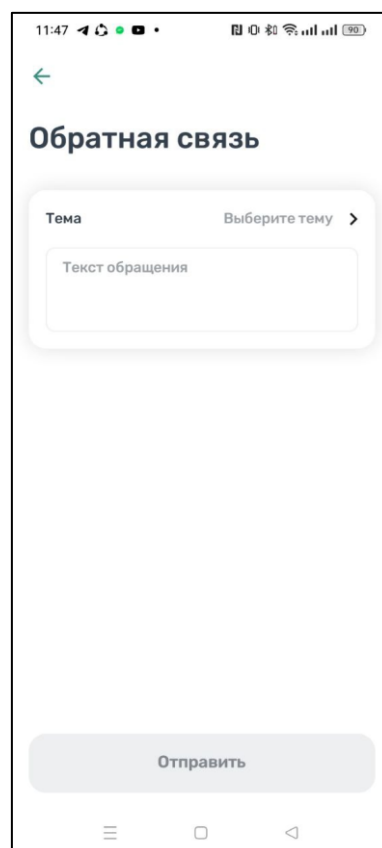 11:47
90
Обратная связь
Тема Выберите тему
Текст обращения
Отправить